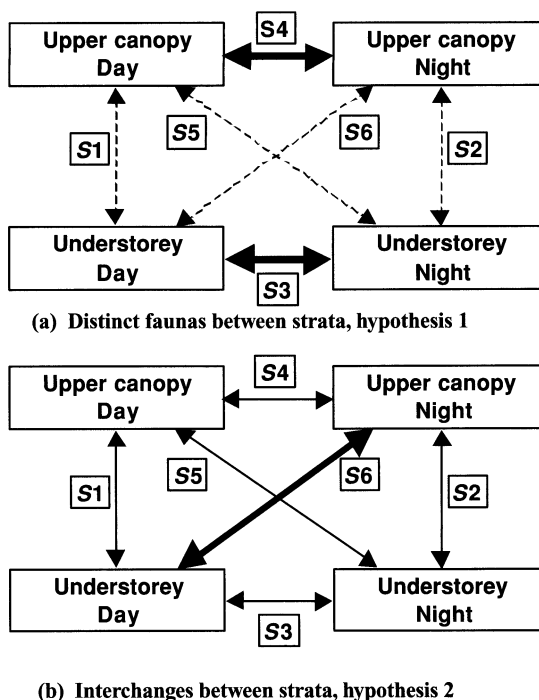 Upper canopy Day
S4
Upper canopy Night
S1
S5
S6
S2
Understorey Day
S3
Understorey Night
(a) Distinct faunas between strata, hypothesis 1
Upper canopy Day
S4
Upper canopy Night
S1
S5
S6
S2
Understorey Day
S3
Understorey Night
(b) Interchanges between strata, hypothesis 2